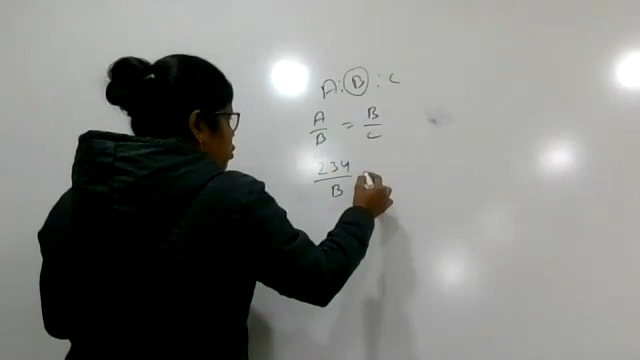 A : B : C
A/B = B/C
234/B